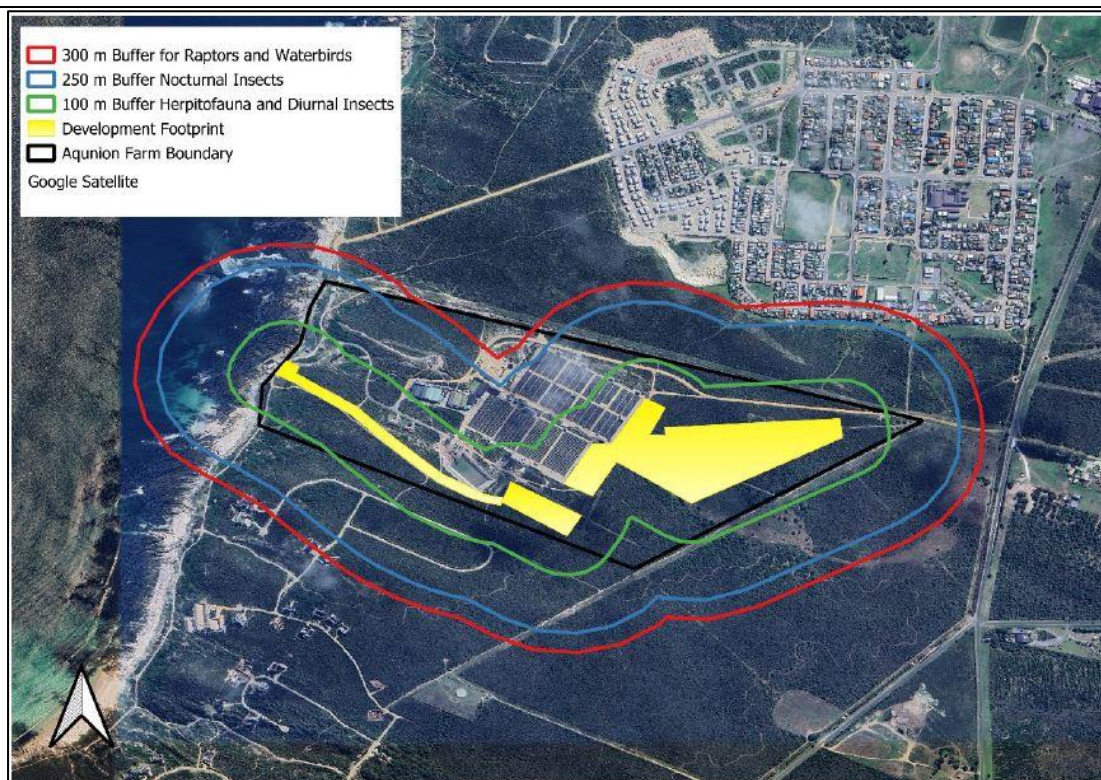 300 m Buffer for Raptors and Waterbirds
250 m Buffer Nocturnal Insects
100 m Buffer Herpitofauna and Diurnal Insects
Development Footprint
Aqunion Farm Boundary
Google Satellite